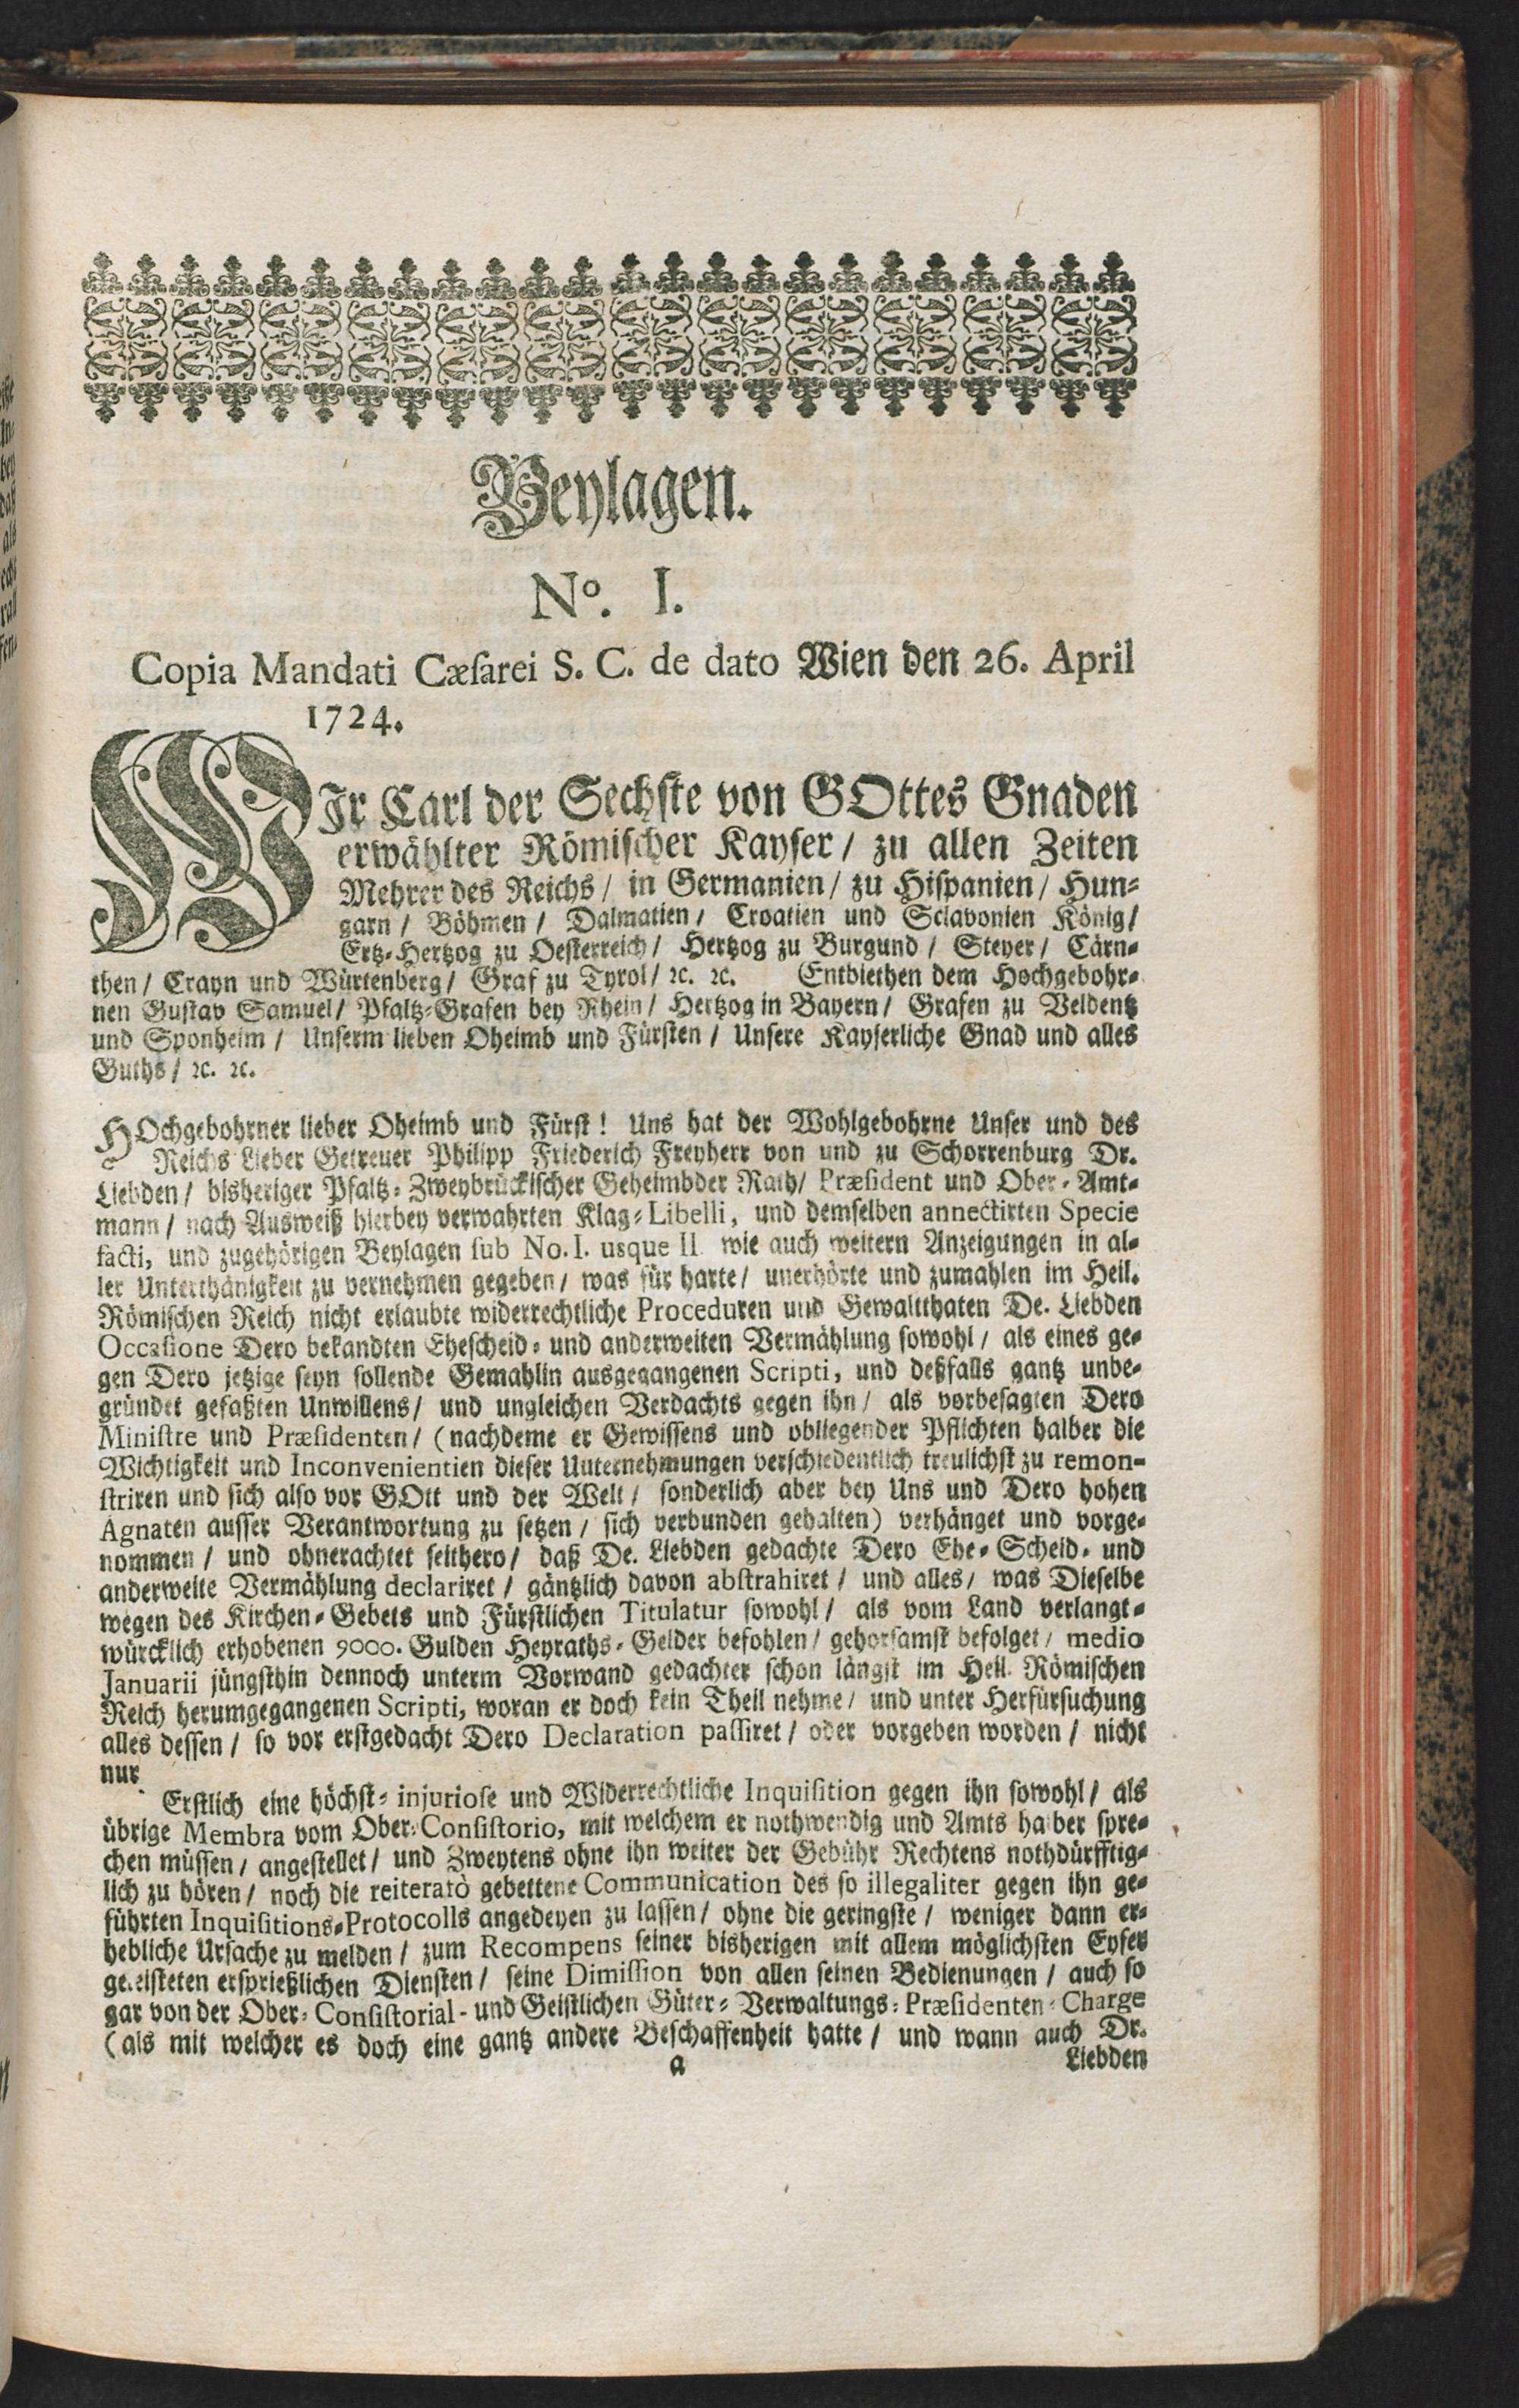 Beylagen.
Nº. I.
Copia Mandati Cæſarei S. C. de dato Wien den 26. April
1724.
WIr Carl der Sechſte von GOttes Gnaden
erwählter Römiſcher Kayſer / zu allen Zeiten
Mehrer des Reichs / in Germanien / zu Hiſpanien / Hun-
garn / Böhmen / Dalmatien / Croatien und Sclavonien König /
Ertz-Hertzog zu Oeſterreich / Hertzog zu Burgund / Steyer / Cärn-
then / Crayn und Würtenberg / Graf zu Tyrol / ꝛc. ꝛc. Entbiethen dem Hochgebohr-
nen Guſtav Samuel / Pfaltz-Grafen bey Rhein / Hertzog in Bayern / Grafen zu Veldentz
und Sponheim / Unſerm lieben Oheimb und Fürſten / Unſere Kayſerliche Gnad und alles
Guths / ꝛc. ꝛc.
HOchgebohrner lieber Oheimb und Fürſt! Uns hat der Wohlgebohrne Unſer und des
Reichs Lieber Getreuer Philipp Friederich Freyherr von und zu Schorrenburg Dr.
Liebden / bisheriger Pfaltz-Zweybrückiſcher Geheimbder Rath / Præſident und Ober-Amt-
mann / nach Ausweiß hierbey verwahrten Klag-Libelli, und demſelben annectirten Specie
facti, und zugehörigen Beylagen ſub No. I. usque II wie auch weitern Anzeigungen in al-
ler Unterthänigkeit zu vernehmen gegeben / was für harte / unerhörte und zumahlen im Heil.
Römiſchen Reich nicht erlaubte widerrechtliche Proceduren und Gewaltthaten De. Liebden
Occaſione Dero bekandten Eheſcheid- und anderweiten Vermählung ſowohl / als eines ge-
gen Dero jetzige ſeyn ſollende Gemahlin ausgegangenen Scripti, und deßfalls gantz unbe-
gründet gefaßten Unwillens / und ungleichen Verdachts gegen ihn / als vorbeſagten Dero
Miniſtre und Præſidenten / (nachdeme er Gewiſſens und obliegender Pflichten halber die
Wichtigkeit und Inconvenientien dieſer Unternehmungen verſchiedentlich treulichſt zu remon-
ſtriren und ſich alſo vor GOtt und der Welt / ſonderlich aber bey Uns und Dero hohen
Agnaten auſſer Verantwortung zu ſetzen / ſich verbunden gehalten) verhänget und vorge-
nommen / und ohnerachtet ſeithero / daß De. Liebden gedachte Dero Ehe-Scheid- und
anderweite Vermählung declariret / gäntzlich davon abſtrahiret / und alles / was Dieſelbe
wegen des Kirchen-Gebets und Fürſtlichen Titulatur ſowohl / als vom Land verlangt-
würcklich erhobenen 9000. Gulden Heyraths-Gelder befohlen / gehorſamſt befolget / medio
Januarii jüngſthin dennoch unterm Vorwand gedachter ſchon längſt im Heil. Römiſchen
Reich herumgegangenen Scripti, woran er doch kein Theil nehme / und unter Herfürſuchung
alles deſſen / ſo vor erſtgedacht Dero Declaration paſſiret / oder vorgeben worden / nicht
nur
Erſtlich eine höchſt-injurioſe und Widerrechtliche Inquiſition gegen ihn ſowohl / als
übrige Membra vom Ober-Conſiſtorio, mit welchem er nothwendig und Amts halber ſpre-
chen müſſen / angeſtellet / und Zweytens ohne ihn weiter der Gebühr Rechtens nothdürfftig-
lich zu hören / noch die reiteratò gebettene Communication des ſo illegaliter gegen ihn ge-
führten Inquiſitions-Protocolls angedeyen zu laſſen / ohne die geringſte / weniger dann er-
hebliche Urſache zu melden / zum Recompens ſeiner bisherigen mit allem möglichſten Eyfer
geleiſteten erſprießlichen Dienſten / ſeine Dimiſſion von allen ſeinen Bedienungen / auch ſo
gar von der Ober-Conſiſtorial- und Geiſtlichen Güter-Verwaltungs-Præſidenten-Charge
(als mit welcher es doch eine gantz andere Beſchaffenheit hatte / und wann auch Dr.
a Liebden